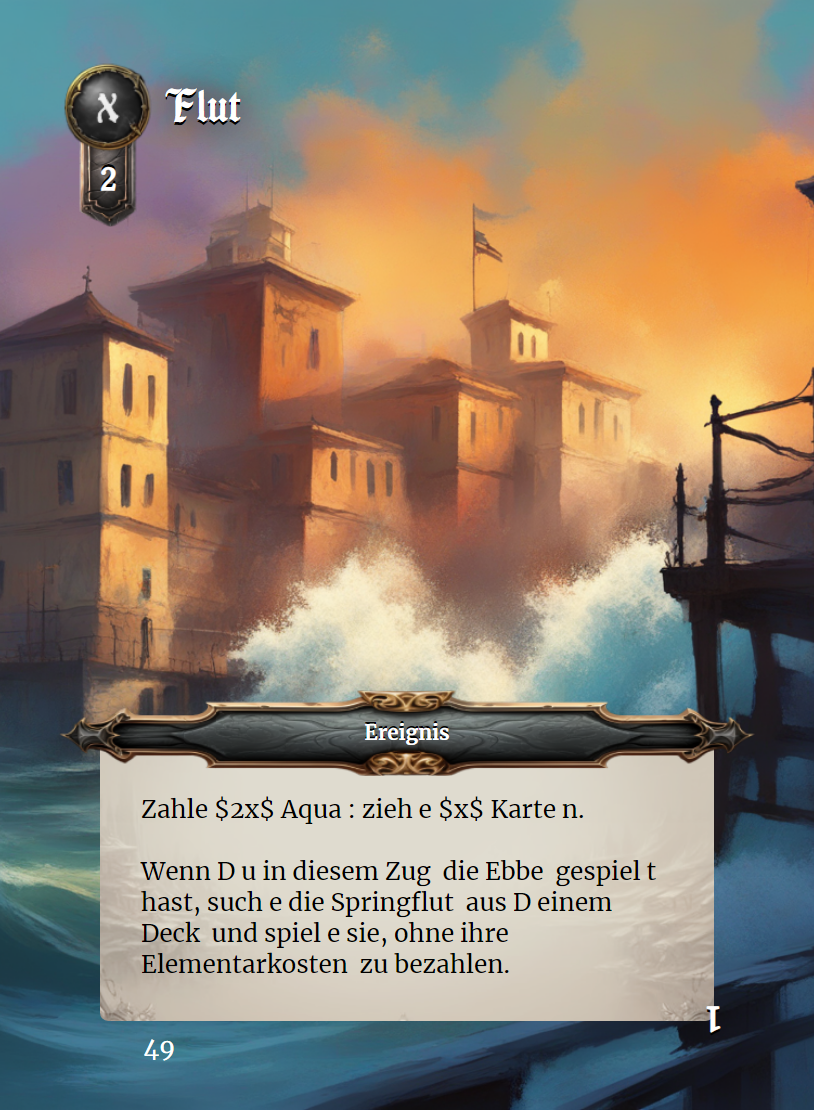 x
Flut
2
Ereignis
Zahle $2x$ Aqua : zieh e $x$ Karte n.
Wenn D u in diesem Zug  die Ebbe  gespiel t
hast, such e die Springflut  aus D einem
Deck  und spiel e sie, ohne ihre
Elementarkosten  zu bezahlen.
1
49